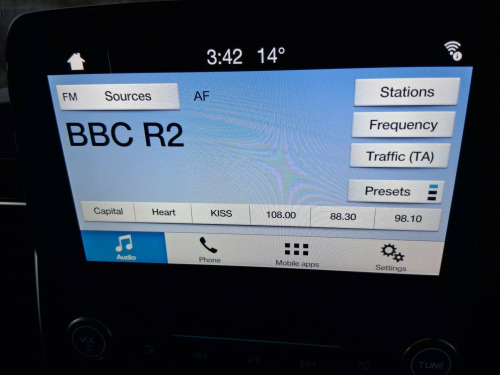 3:42 14°
FM Sources AF Stations
BBC R2
Frequency
Traffic (TA)
Presets
Capital Heart KISS 108.00 88.30 98.10
Audio Phone Mobile apps Settings
VOL TUNE